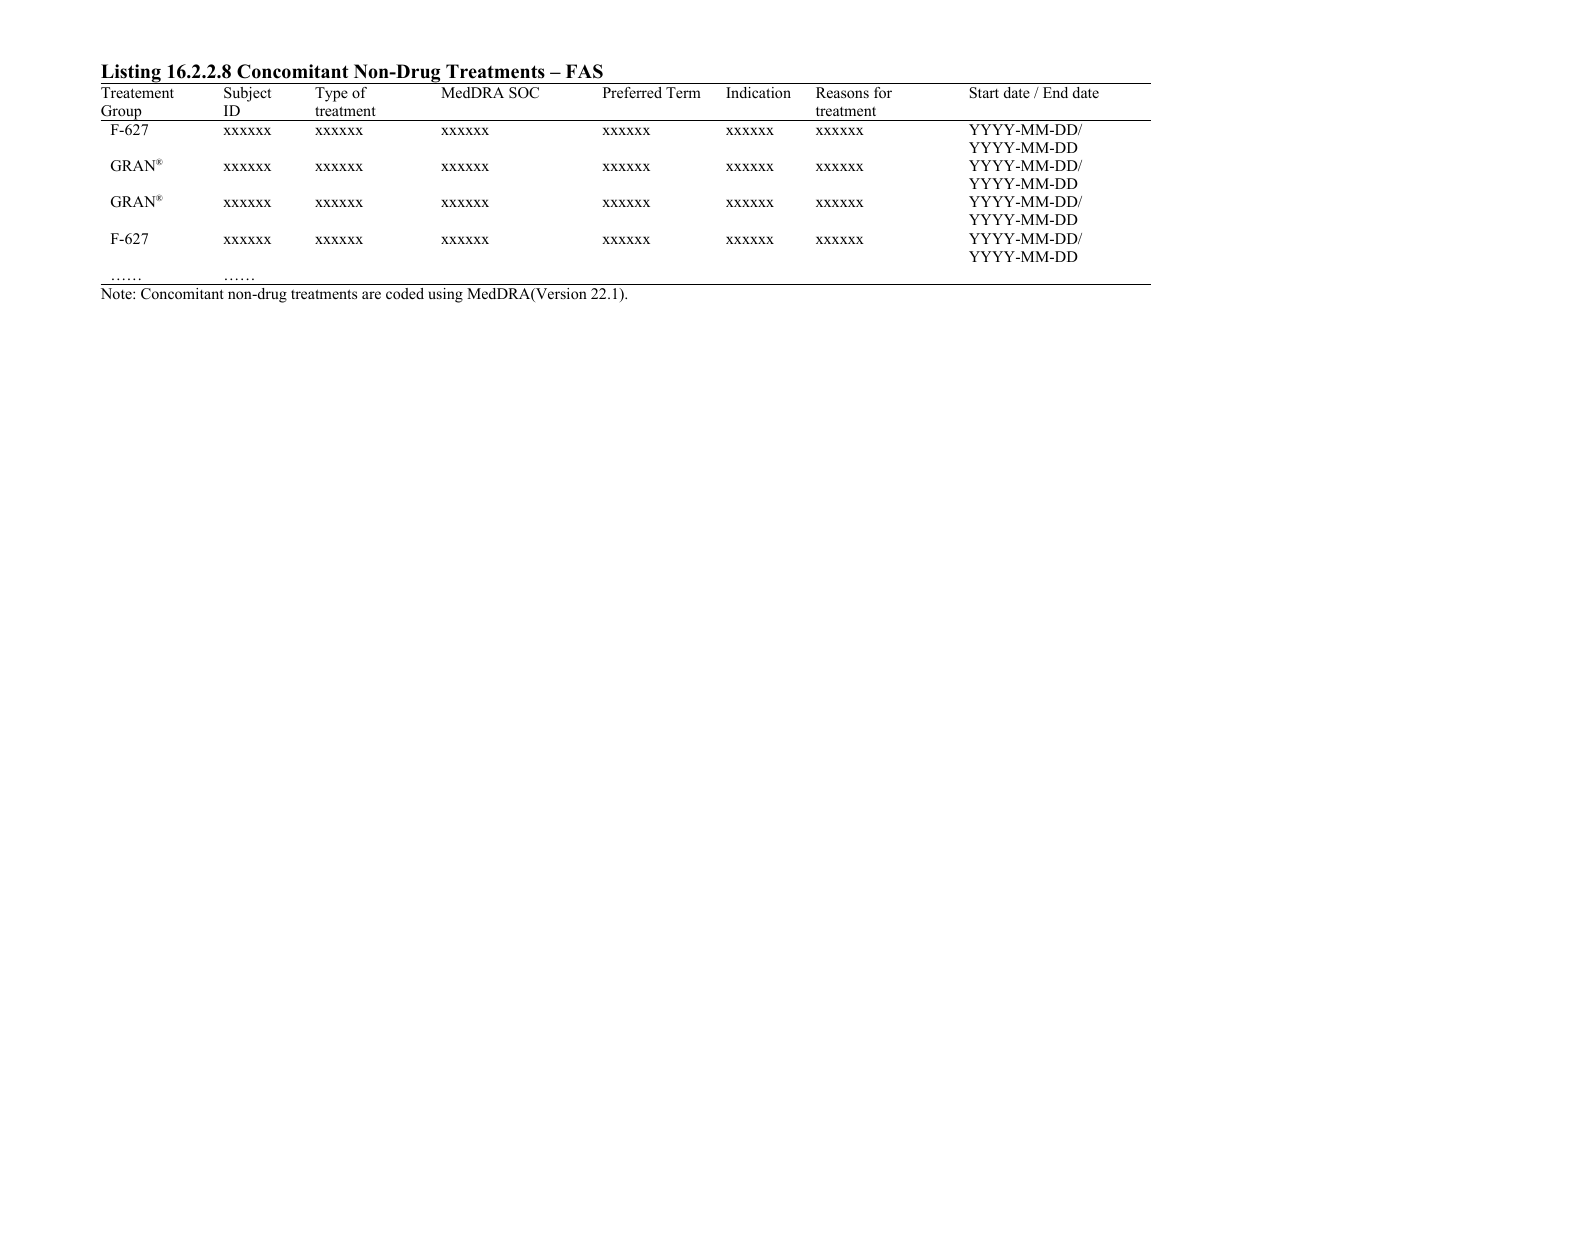 Listing 16.2.2.8 Concomitant Non-Drug Treatments – FAS
Treatement Group Subject ID Type of treatment MedDRA SOC Preferred Term Indication Reasons for treatment Start date / End date
F-627 xxxxxx xxxxxx xxxxxx xxxxxx xxxxxx xxxxxx YYYY-MM-DD/ YYYY-MM-DD
GRAN® xxxxxx xxxxxx xxxxxx xxxxxx xxxxxx xxxxxx YYYY-MM-DD/ YYYY-MM-DD
GRAN® xxxxxx xxxxxx xxxxxx xxxxxx xxxxxx xxxxxx YYYY-MM-DD/ YYYY-MM-DD
F-627 xxxxxx xxxxxx xxxxxx xxxxxx xxxxxx xxxxxx YYYY-MM-DD/ YYYY-MM-DD
…… ……
Note: Concomitant non-drug treatments are coded using MedDRA(Version 22.1).